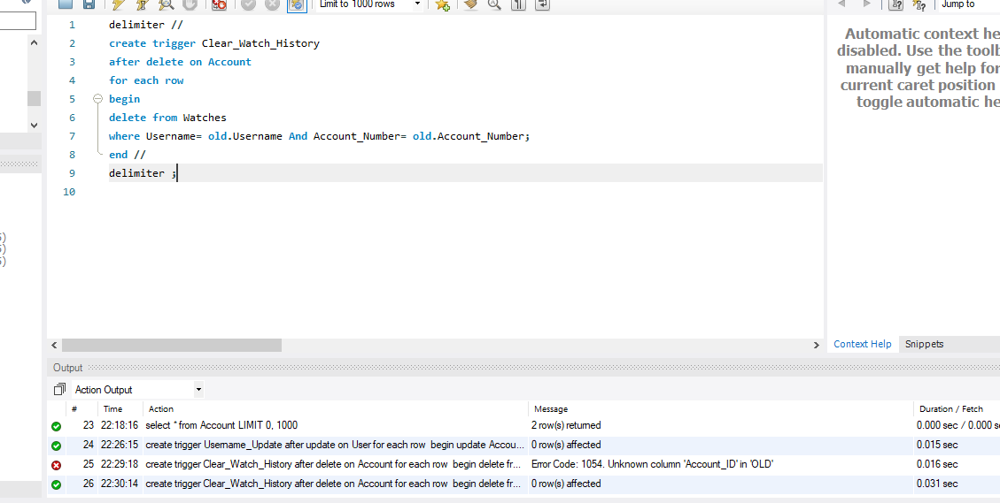 Limit to 1000 rows
Jump to
1 delimiter //
2 create trigger Clear_Watch_History
3 after delete on Account
4 for each row
5 begin
6 delete from Watches
7 where Username= old.Username And Account_Number= old.Account_Number;
8 end //
9 delimiter ;
10
Automatic context he
disabled. Use the toolb
manually get help for
current caret position
toggle automatic he
Context Help Snippets
Output
Action Output
# Time Action Message Duration / Fetch
23 22:18:16 select * from Account LIMIT 0, 1000 2 row(s) returned 0.000 sec / 0.000 s
24 22:26:15 create trigger Username_Update after update on User for each row begin update Accou... 0 row(s) affected 0.015 sec
25 22:29:18 create trigger Clear_Watch_History after delete on Account for each row begin delete fr... Error Code: 1054. Unknown column 'Account_ID' in 'OLD' 0.016 sec
26 22:30:14 create trigger Clear_Watch_History after delete on Account for each row begin delete fr... 0 row(s) affected 0.031 sec